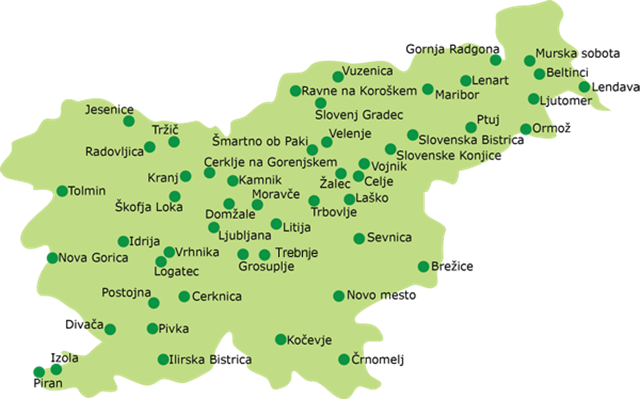 Gornja Radgona
Murska sobota
Vuzenica
Beltinci
Ravne na Koroškem
Lenart
Lendava
Maribor
Ljutomer
Jesenice
Slovenj Gradec
Ptuj
Tržič
Velenje
Ormož
Šmartno ob Paki
Slovenska Bistrica
Radovljica
Slovenske Konjice
Cerklje na Gorenjskem
Vojnik
Kranj
Kamnik
Žalec
Celje
Tolmin
Moravče
Laško
Škofja Loka
Domžale
Trbovlje
Ljubljana
Litija
Idrija
Sevnica
Vrhnika
Trebnje
Nova Gorica
Logatec
Grosuplje
Brežice
Postojna
Cerknica
Novo mesto
Divača
Pivka
Kočevje
Izola
Ilirska Bistrica
Črnomelj
Piran